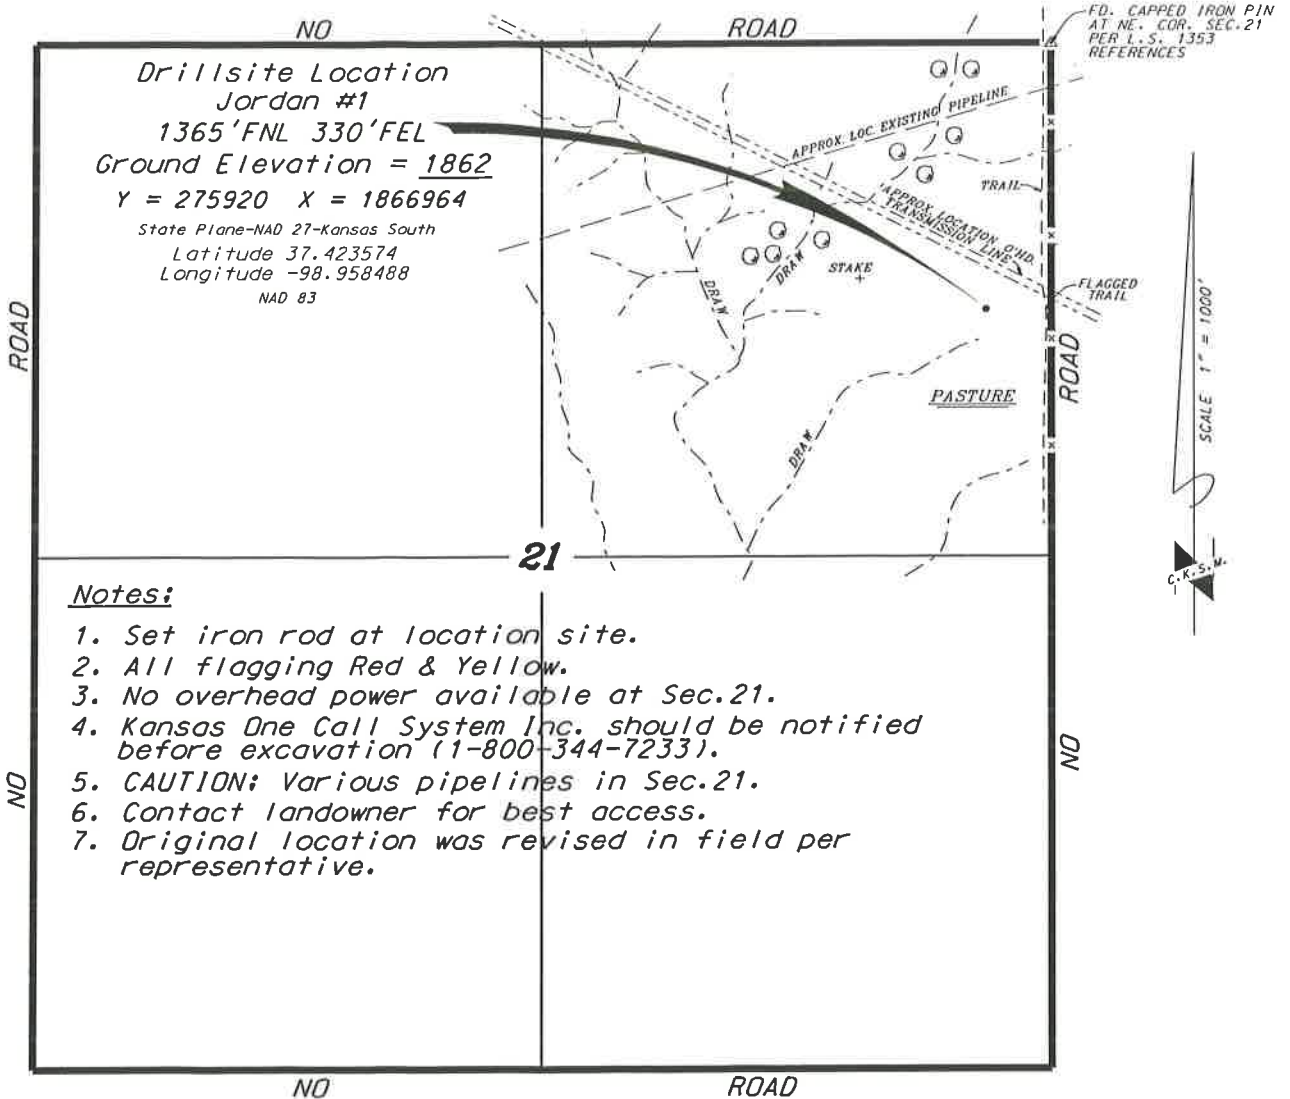 NO
ROAD
FD. CAPPED IRON PIN
AT NE. COR. SEC.21
PER L.S. 1353
REFERENCES
Drillsite Location
Jordan #1
1365'FNL 330'FEL
Ground Elevation = 1862
Y = 275920 X = 1866964
State Plane-NAD 27-Kansas South
Latitude 37.423574
Longitude -98.958488
NAD 83
APPROX. LOC. EXISTING PIPELINE
TRAIL
APPROX LOCATION O'HD.
TRANSMISSION LINE
STAKE
DRAW
DRAW
FLAGGED
TRAIL
ROAD
ROAD
SCALE 1" = 1000'
PASTURE
DRAW
21
C.K.S.M.
Notes:
1. Set iron rod at location site.
2. All flagging Red & Yellow.
3. No overhead power available at Sec.21.
4. Kansas One Call System Inc. should be notified
before excavation (1-800-344-7233).
5. CAUTION: Various pipelines in Sec.21.
6. Contact landowner for best access.
7. Original location was revised in field per
representative.
NO
NO
NO
ROAD